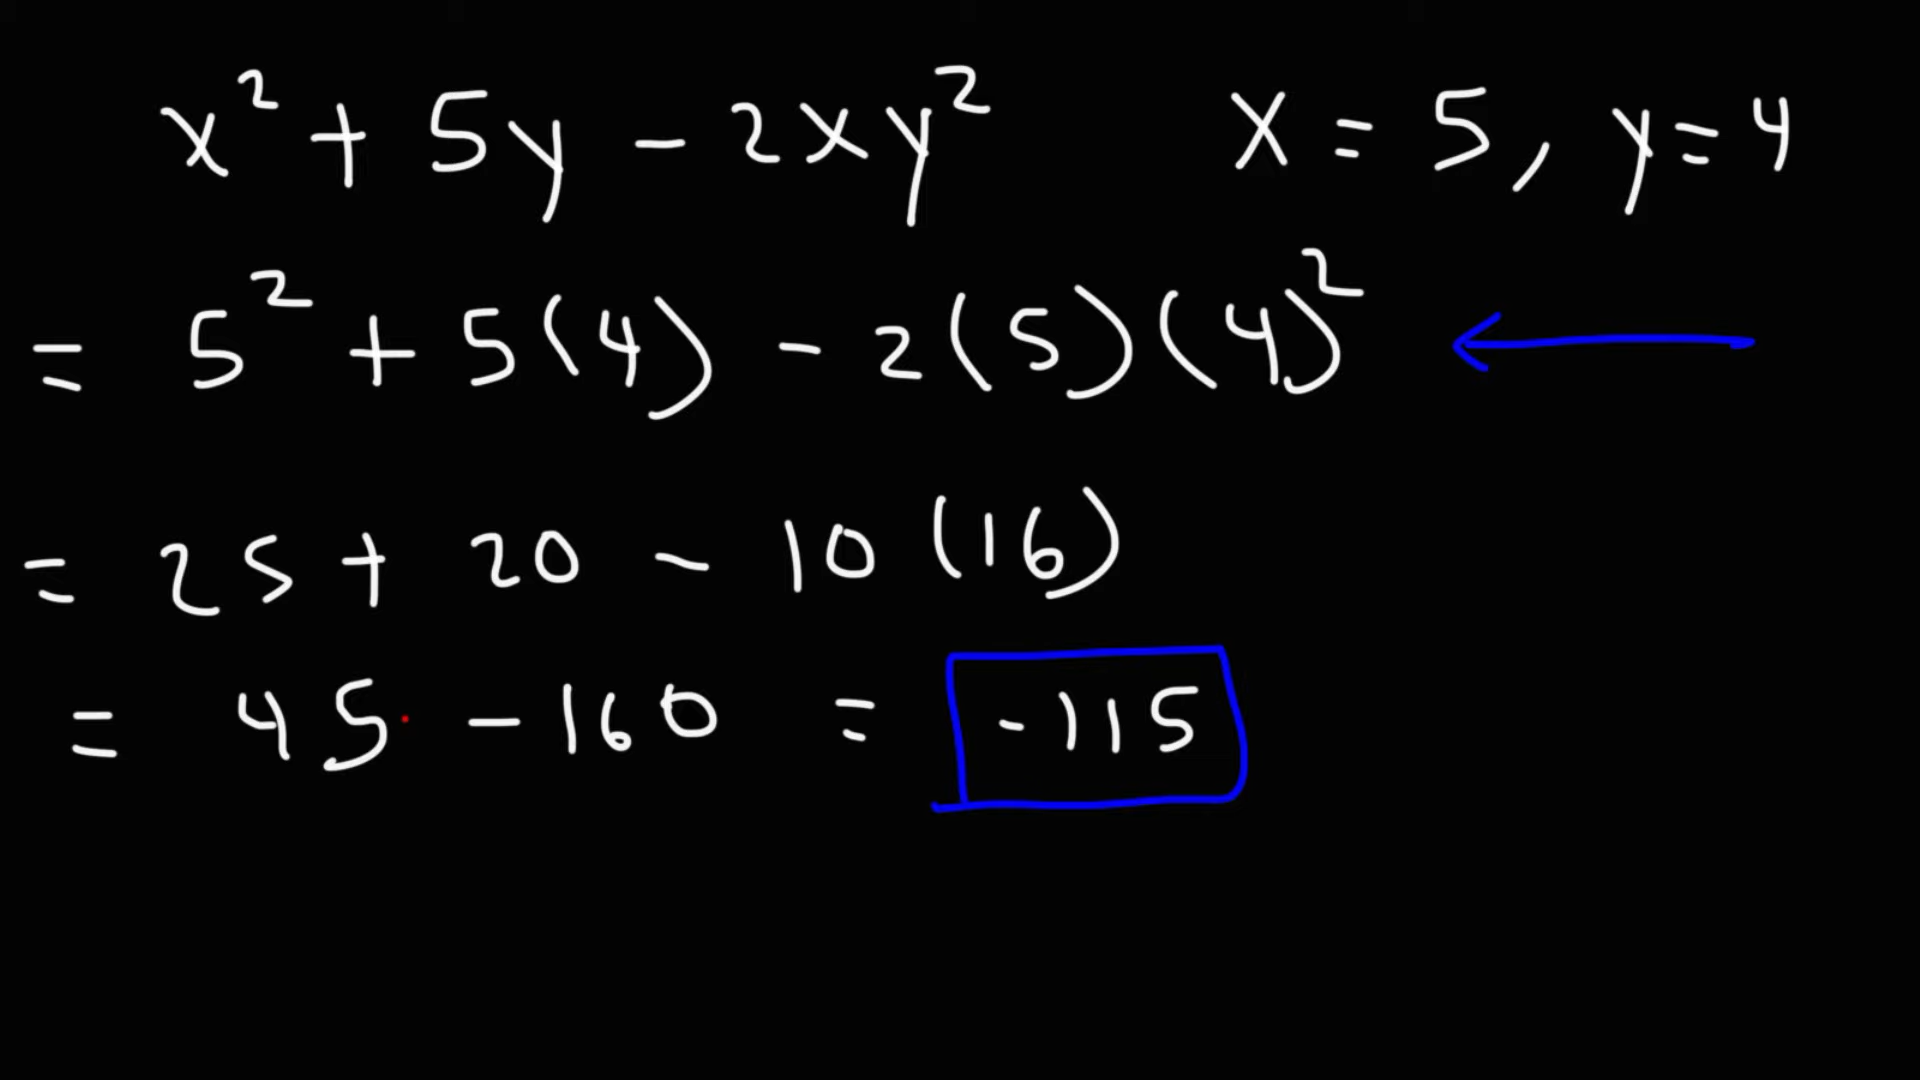 x² + 5y - 2xy² x = 5, y = 4
= 5² + 5(4) - 2(5)(4)²
= 25 + 20 - 10(16)
= 45 - 160 = -115